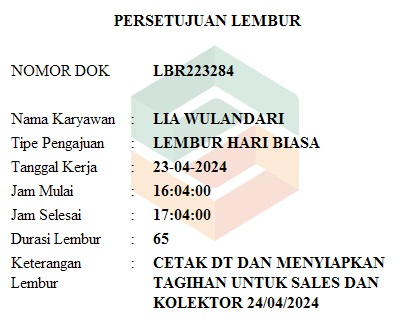 PERSETUJUAN LEMBUR
NOMOR DOK LBR223284
Nama Karyawan : LIA WULANDARI
Tipe Pengajuan : LEMBUR HARI BIASA
Tanggal Kerja : 23-04-2024
Jam Mulai : 16:04:00
Jam Selesai : 17:04:00
Durasi Lembur : 65
Keterangan : CETAK DT DAN MENYIAPKAN
Lembur TAGIHAN UNTUK SALES DAN
KOLEKTOR 24/04/2024